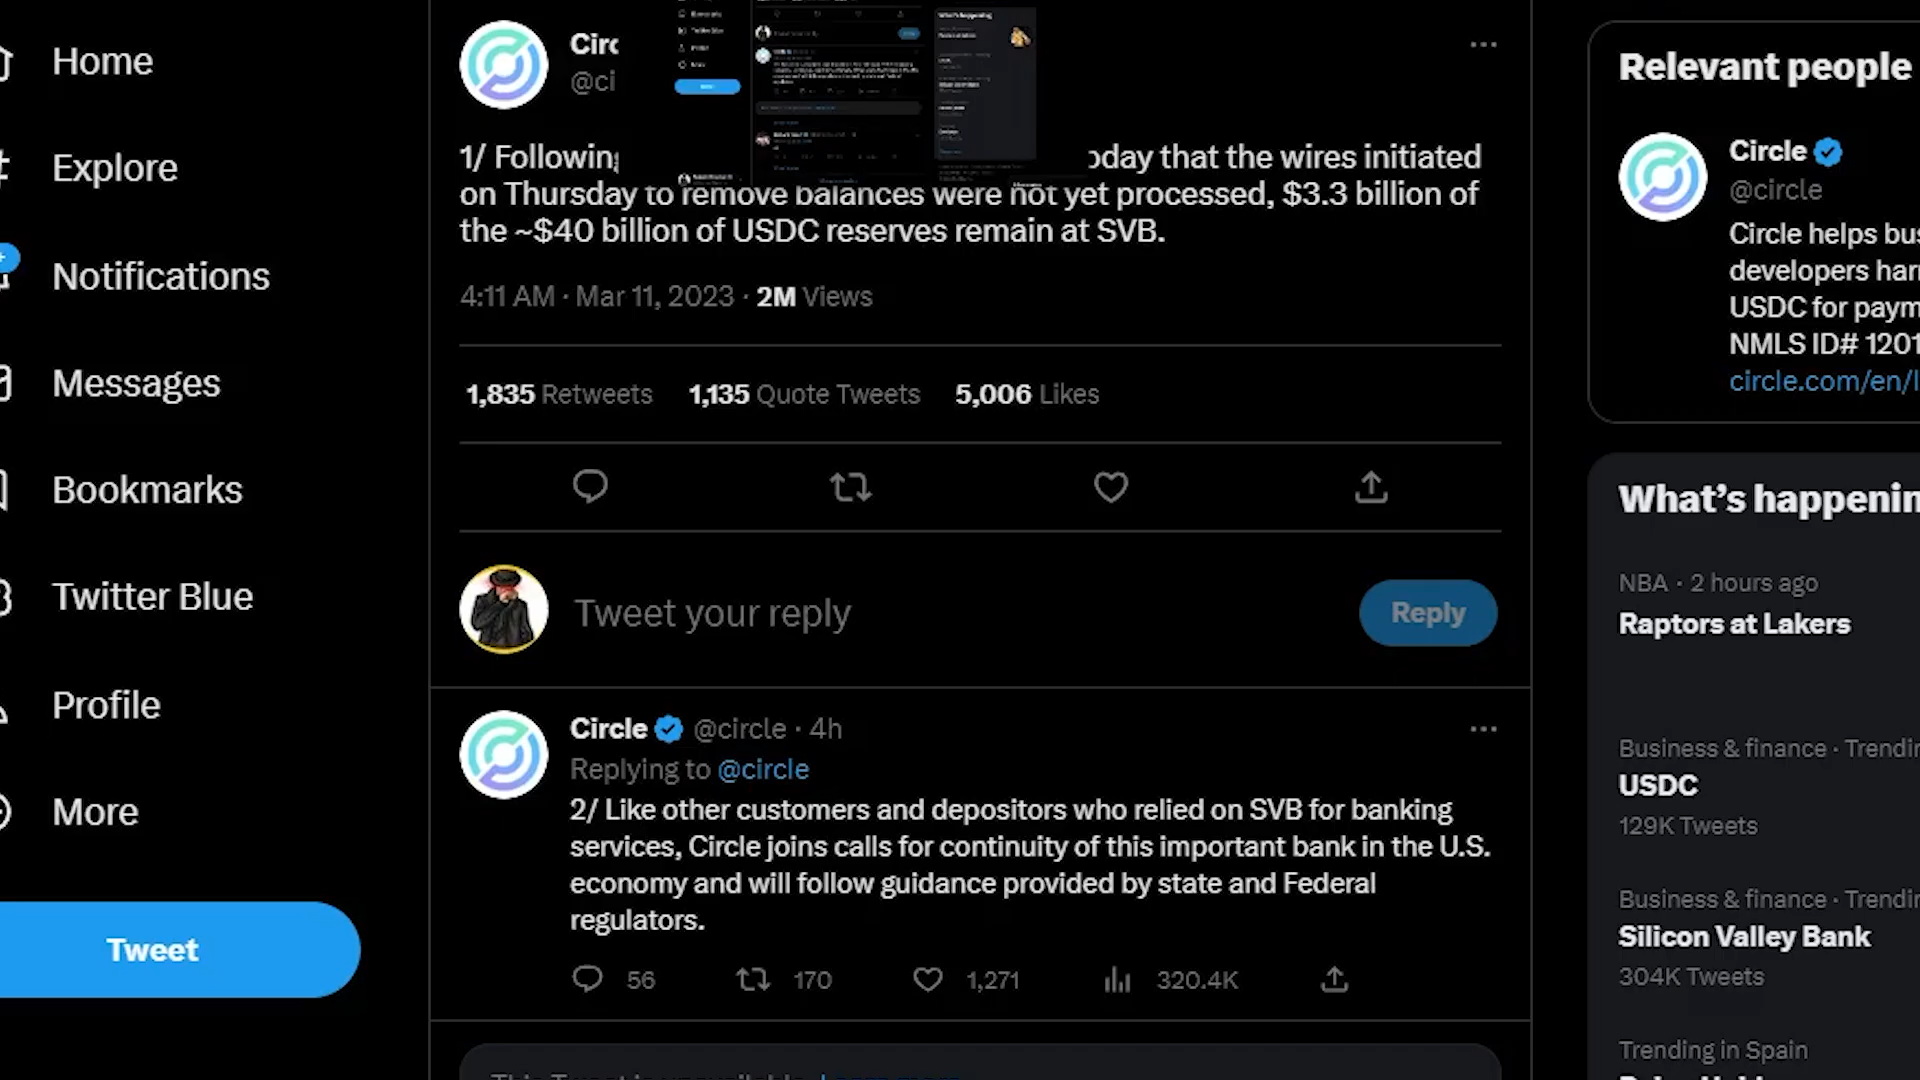 Home
Explore
Notifications
Messages
Bookmarks
Twitter Blue
Profile
More
Tweet
Circ
@ci
1/ Following oday that the wires initiated
on Thursday to remove balances were not yet processed, $3.3 billion of
the ~$40 billion of USDC reserves remain at SVB.
4:11 AM · Mar 11, 2023 · 2M Views
1,835 Retweets 1,135 Quote Tweets 5,006 Likes
Tweet your reply
Reply
Circle @circle · 4h
Replying to @circle
2/ Like other customers and depositors who relied on SVB for banking
services, Circle joins calls for continuity of this important bank in the U.S.
economy and will follow guidance provided by state and Federal
regulators.
56 170 1,271 320.4K
Relevant people
Circle
@circle
Circle helps bus
developers harn
USDC for paym
NMLS ID# 1201
circle.com/en/l
What's happenin
NBA · 2 hours ago
Raptors at Lakers
Business & finance · Trendin
USDC
129K Tweets
Business & finance · Trendin
Silicon Valley Bank
304K Tweets
Trending in Spain